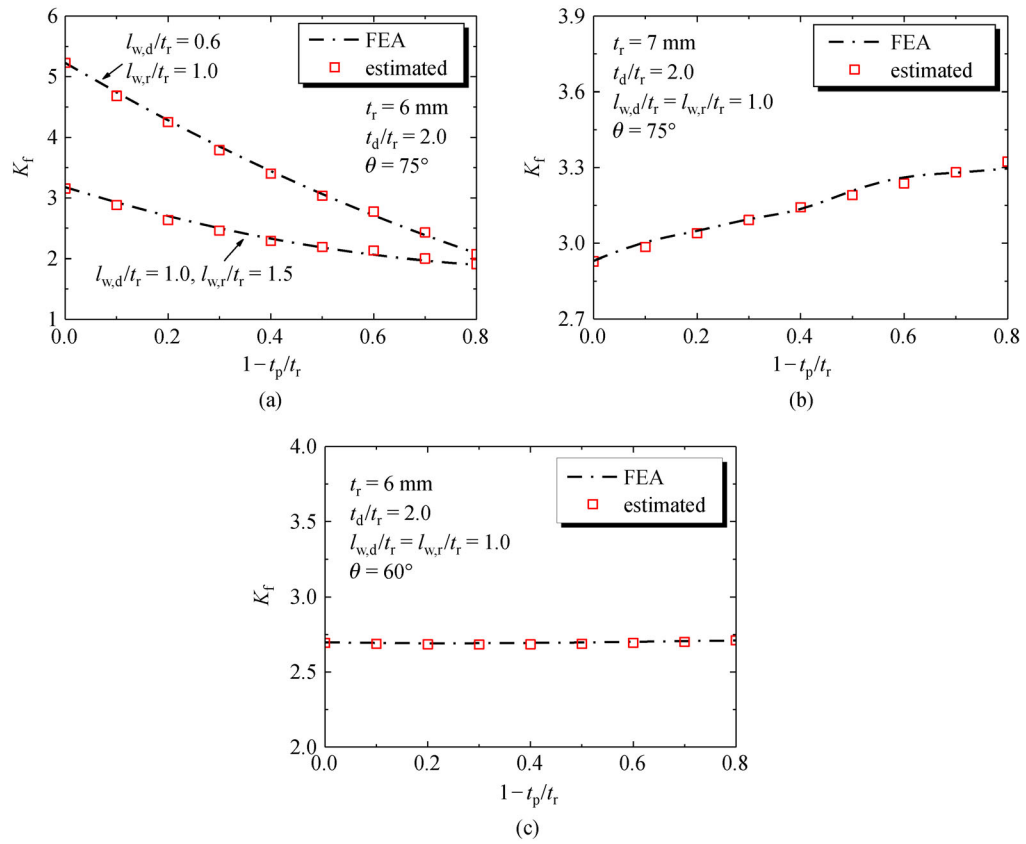 6
5
4
3
2
1
K_f
l_w,d/t_r = 0.6
l_w,r/t_r = 1.0
FEA
estimated
t_r = 6 mm
t_d/t_r = 2.0
θ = 75°
l_w,d/t_r = 1.0, l_w,r/t_r = 1.5
0.0 0.2 0.4 0.6 0.8
1 − t_p/t_r
(a)
3.9
3.6
3.3
3.0
2.7
K_f
t_r = 7 mm
t_d/t_r = 2.0
l_w,d/t_r = l_w,r/t_r = 1.0
θ = 75°
FEA
estimated
0.0 0.2 0.4 0.6 0.8
1 − t_p/t_r
(b)
4.0
3.5
3.0
2.5
2.0
K_f
t_r = 6 mm
t_d/t_r = 2.0
l_w,d/t_r = l_w,r/t_r = 1.0
θ = 60°
FEA
estimated
0.0 0.2 0.4 0.6 0.8
1 − t_p/t_r
(c)